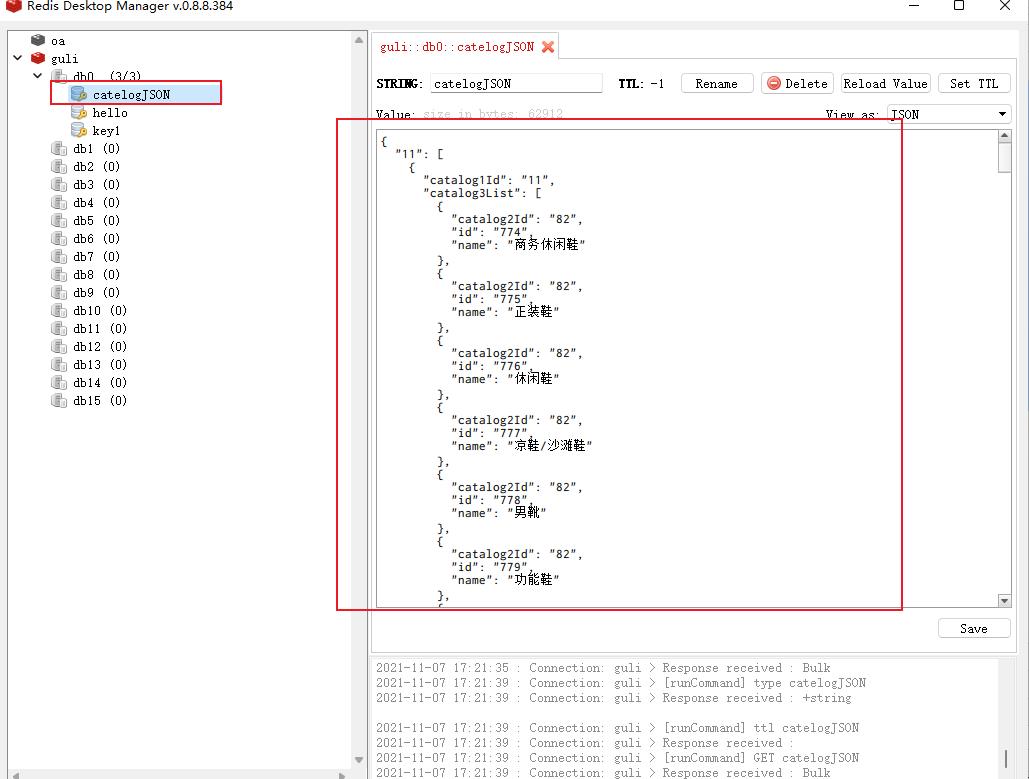 Redis Desktop Manager v.0.8.8.384
oa
guli
db0 (3/3)
catelogJSON
hello
key1
db1 (0)
db2 (0)
db3 (0)
db4 (0)
db5 (0)
db6 (0)
db7 (0)
db8 (0)
db9 (0)
db10 (0)
db11 (0)
db12 (0)
db13 (0)
db14 (0)
db15 (0)
guli::db0::catelogJSON
STRING: catelogJSON TTL: -1 Rename Delete Reload Value Set TTL
Value: size in bytes: 62912 View as: JSON
{
"11": [
{
"catalog1Id": "11",
"catalog3List": [
{
"catalog2Id": "82",
"id": "774",
"name": "商务休闲鞋"
},
{
"catalog2Id": "82",
"id": "775",
"name": "正装鞋"
},
{
"catalog2Id": "82",
"id": "776",
"name": "休闲鞋"
},
{
"catalog2Id": "82",
"id": "777",
"name": "凉鞋/沙滩鞋"
},
{
"catalog2Id": "82",
"id": "778",
"name": "男靴"
},
{
"catalog2Id": "82",
"id": "779",
"name": "功能鞋"
},
{
Save
2021-11-07 17:21:35 : Connection: guli > Response received : Bulk
2021-11-07 17:21:39 : Connection: guli > [runCommand] type catelogJSON
2021-11-07 17:21:39 : Connection: guli > Response received : +string
2021-11-07 17:21:39 : Connection: guli > [runCommand] ttl catelogJSON
2021-11-07 17:21:39 : Connection: guli > Response received :
2021-11-07 17:21:39 : Connection: guli > [runCommand] GET catelogJSON
2021-11-07 17:21:39 : Connection: guli > Response received : Bulk